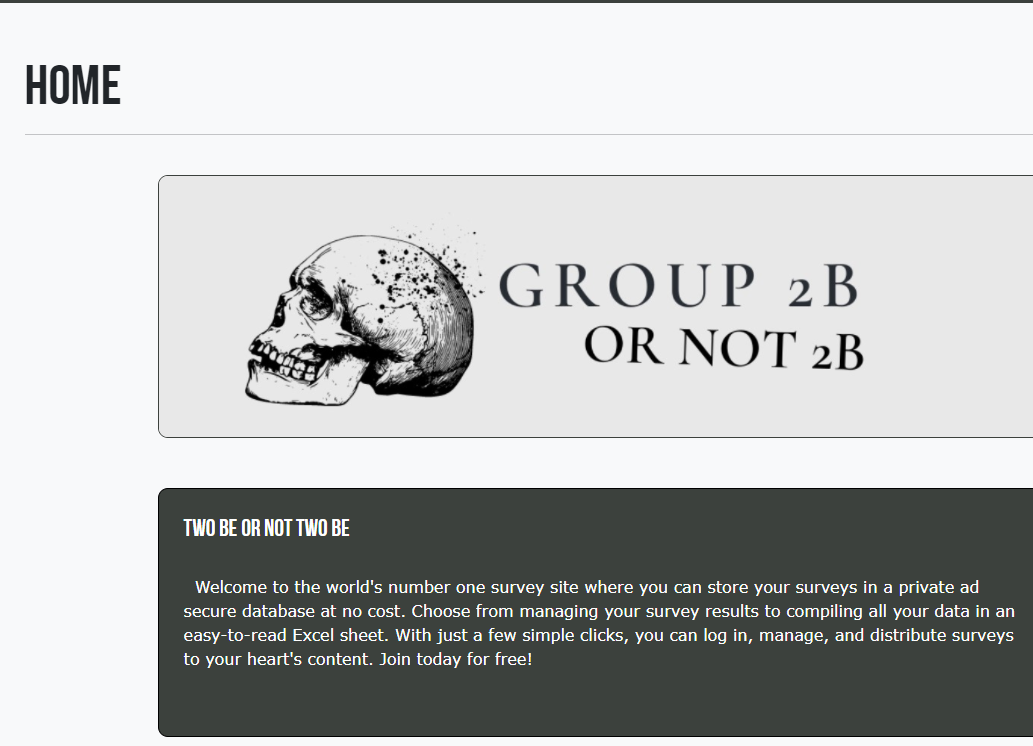 HOME
GROUP 2B
OR NOT 2B
TWO BE OR NOT TWO BE
Welcome to the world's number one survey site where you can store your surveys in a private ad
secure database at no cost. Choose from managing your survey results to compiling all your data in an
easy-to-read Excel sheet. With just a few simple clicks, you can log in, manage, and distribute surveys
to your heart's content. Join today for free!